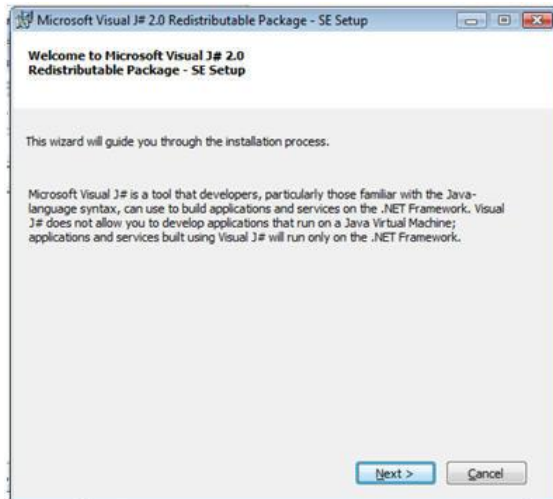 Microsoft Visual J# 2.0 Redistributable Package - SE Setup
Welcome to Microsoft Visual J# 2.0
Redistributable Package - SE Setup
This wizard will guide you through the installation process.
Microsoft Visual J# is a tool that developers, particularly those familiar with the Java-
language syntax, can use to build applications and services on the .NET Framework. Visual
J# does not allow you to develop applications that run on a Java Virtual Machine;
applications and services built using Visual J# will run only on the .NET Framework.
Next > Cancel